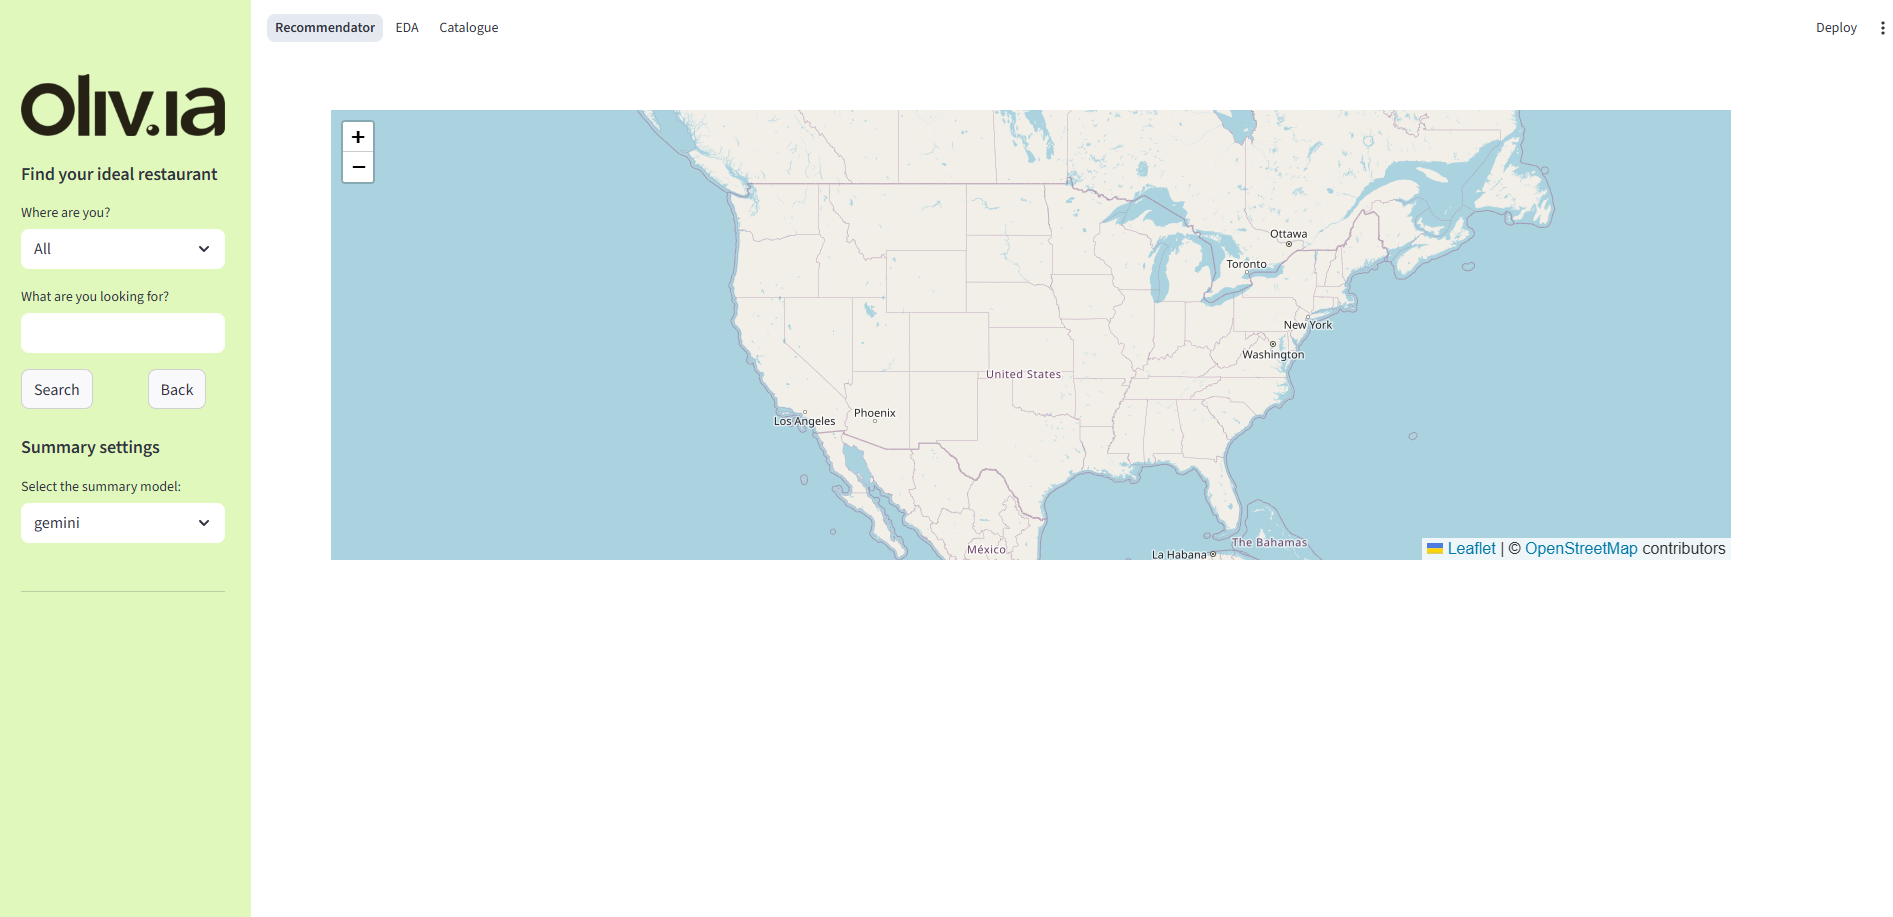 Recommendator EDA Catalogue Deploy
oliv.ia
Find your ideal restaurant
Where are you?
All
What are you looking for?
Search Back
Summary settings
Select the summary model:
gemini
+
−
Ottawa
Toronto
New York
Washington
United States
Phoenix
Los Angeles
México
The Bahamas
La Habana
Leaflet | © OpenStreetMap contributors